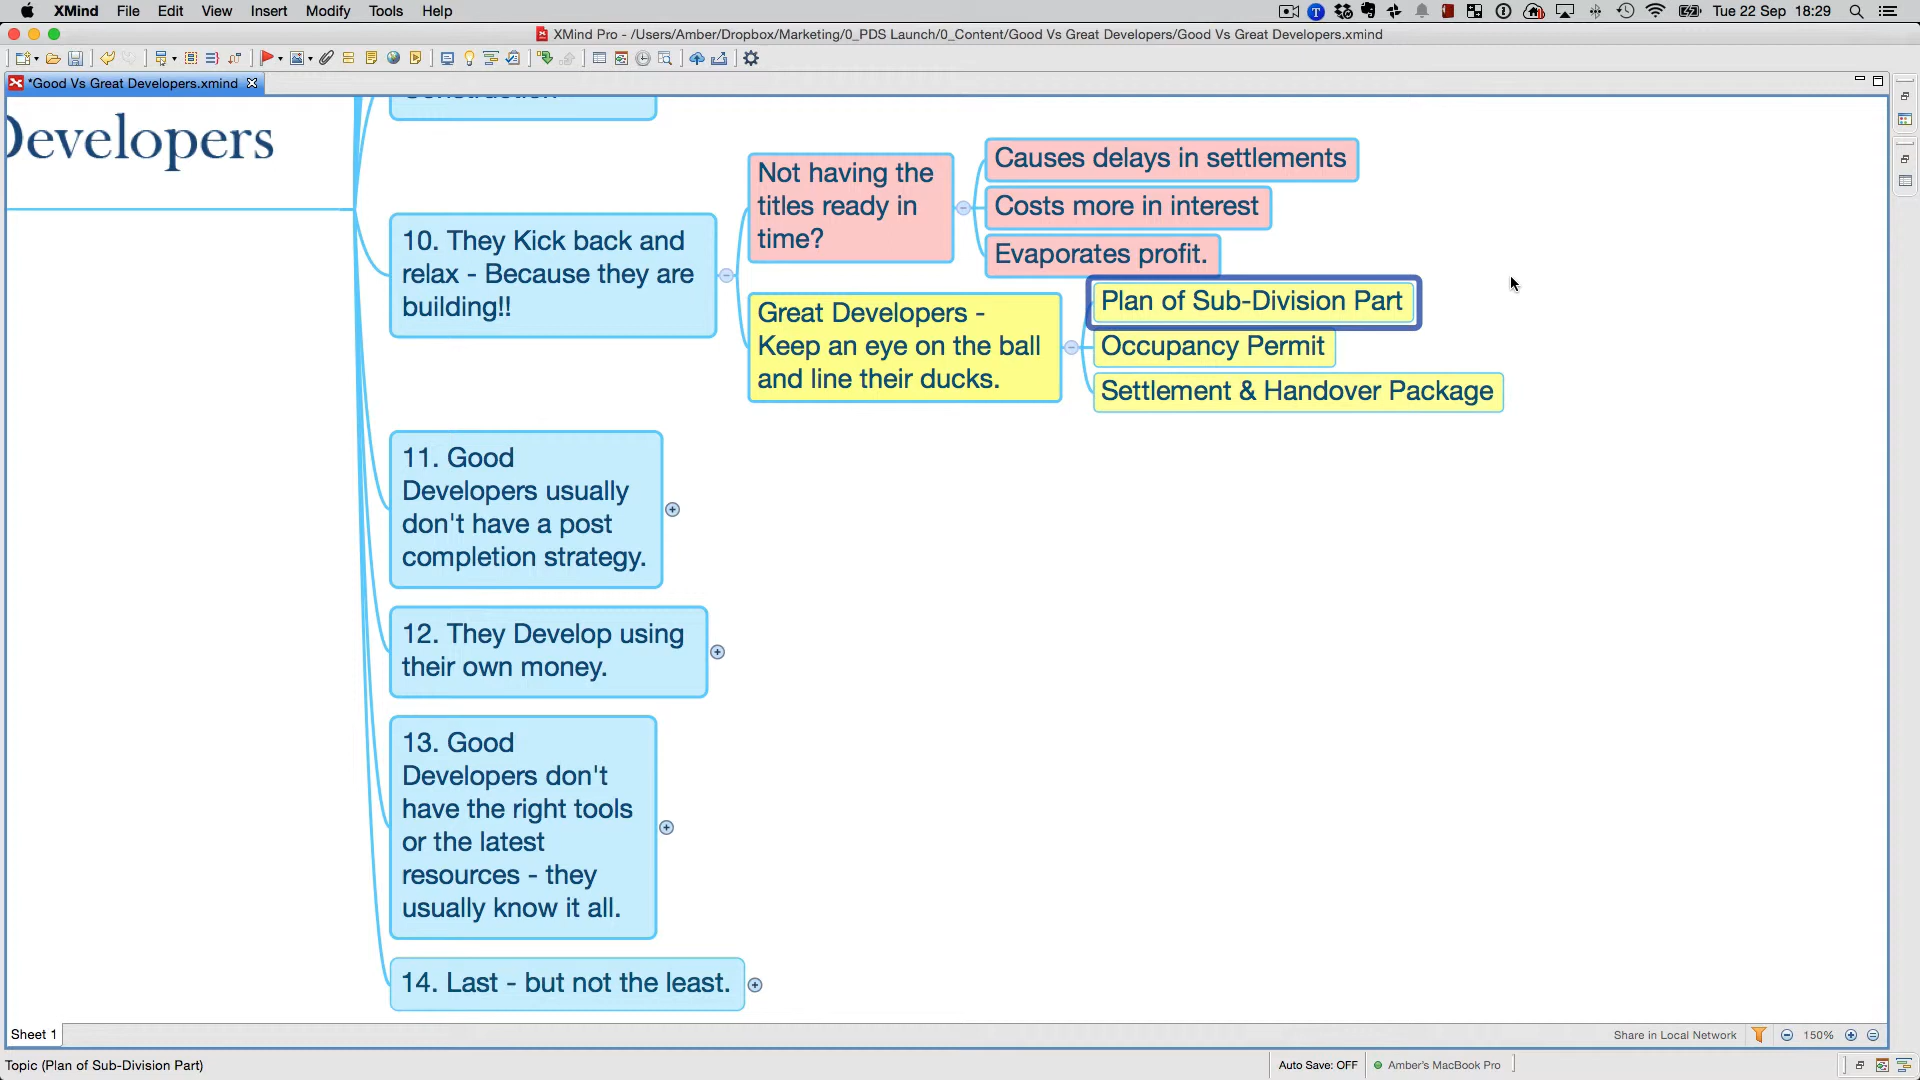 XMind File Edit View Insert Modify Tools Help
Tue 22 Sep 18:29
XMind Pro - /Users/Amber/Dropbox/Marketing/0_PDS Launch/0_Content/Good Vs Great Developers/Good Vs Great Developers.xmind
*Good Vs Great Developers.xmind
Developers
Construction
10. They Kick back and
relax - Because they are
building!!
Not having the
titles ready in
time?
Causes delays in settlements
Costs more in interest
Evaporates profit.
Great Developers -
Keep an eye on the ball
and line their ducks.
Plan of Sub-Division Part
Occupancy Permit
Settlement & Handover Package
11. Good
Developers usually
don't have a post
completion strategy.
12. They Develop using
their own money.
13. Good
Developers don't
have the right tools
or the latest
resources - they
usually know it all.
14. Last - but not the least.
Sheet 1
Share in Local Network
150%
Topic (Plan of Sub-Division Part)
Auto Save: OFF
Amber's MacBook Pro